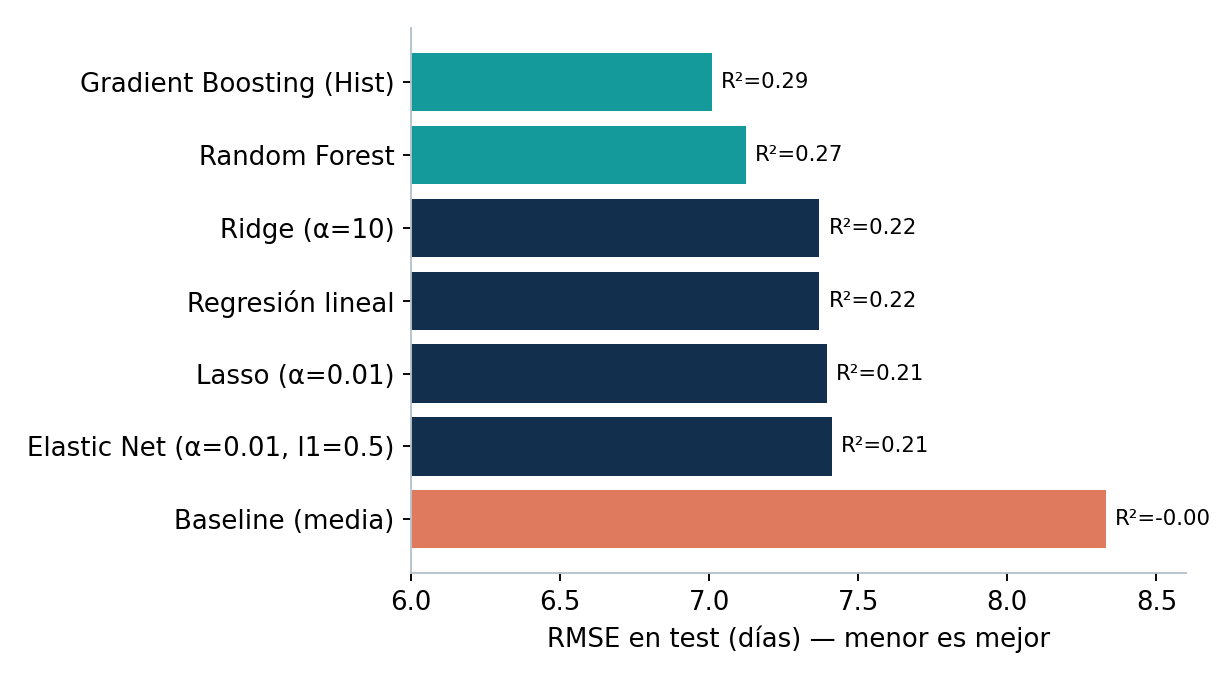 Gradient Boosting (Hist)
R²=0.29
Random Forest
R²=0.27
Ridge (α=10)
R²=0.22
Regresión lineal
R²=0.22
Lasso (α=0.01)
R²=0.21
Elastic Net (α=0.01, l1=0.5)
R²=0.21
Baseline (media)
R²=-0.00
6.0 6.5 7.0 7.5 8.0 8.5
RMSE en test (días) — menor es mejor